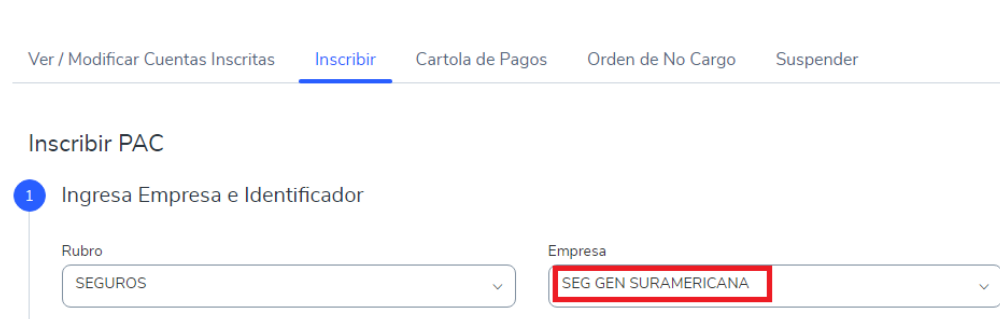 Ver / Modificar Cuentas Inscritas Inscribir Cartola de Pagos Orden de No Cargo Suspender
Inscribir PAC
1 Ingresa Empresa e Identificador
Rubro Empresa
SEGUROS SEG GEN SURAMERICANA